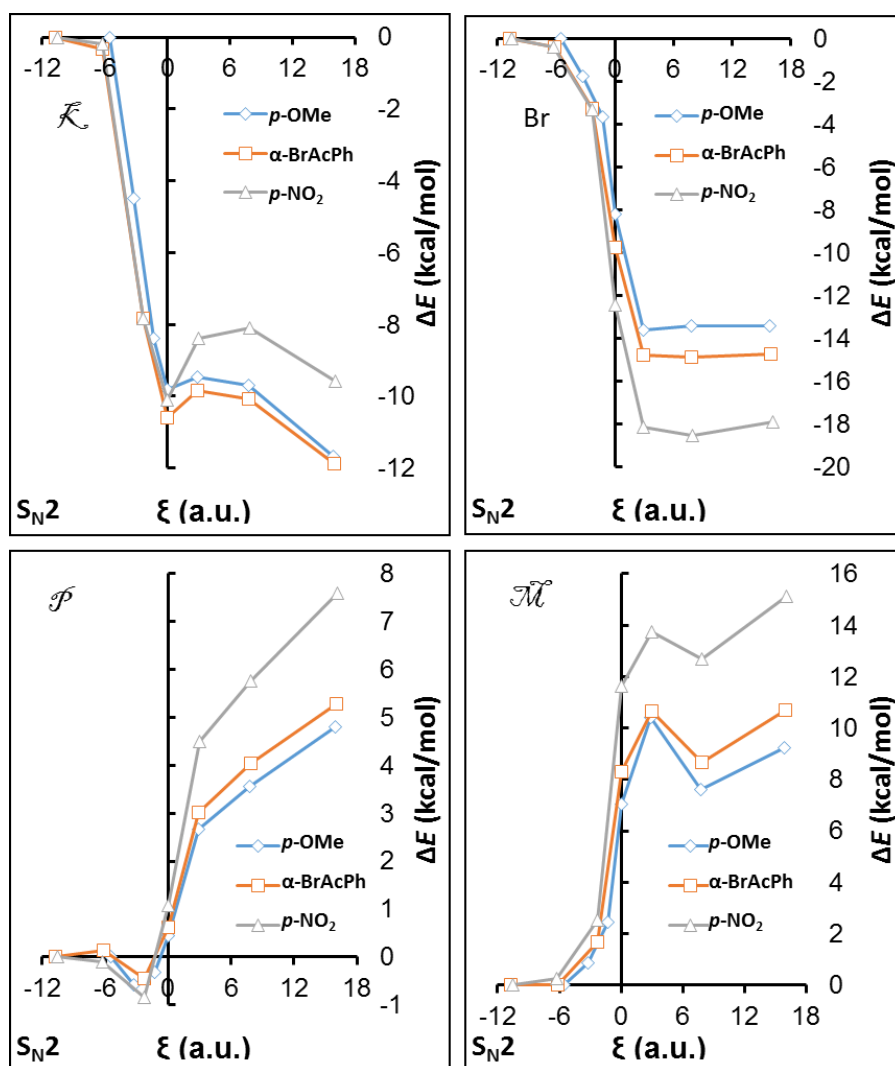 0
-12 -6 0 6 12 18
-2
𝒦
p-OMe
-4
α-BrAcPh
-6
p-NO₂
-8
-10
-12
ΔE (kcal/mol)
S_N2 ξ (a.u.)
0
-12 -6 0 6 12 18
-2
Br
p-OMe
-4
α-BrAcPh
-6
p-NO₂
-8
-10
-12
-14
-16
-18
-20
ΔE (kcal/mol)
S_N2 ξ (a.u.)
𝒫
8
7
6
5
4
3
2
1
0
-1
ΔE (kcal/mol)
p-OMe
α-BrAcPh
p-NO₂
-12 -6 0 6 12 18
S_N2 ξ (a.u.)
ℳ
16
14
12
10
8
6
4
2
0
ΔE (kcal/mol)
p-OMe
α-BrAcPh
p-NO₂
-12 -6 0 6 12 18
S_N2 ξ (a.u.)